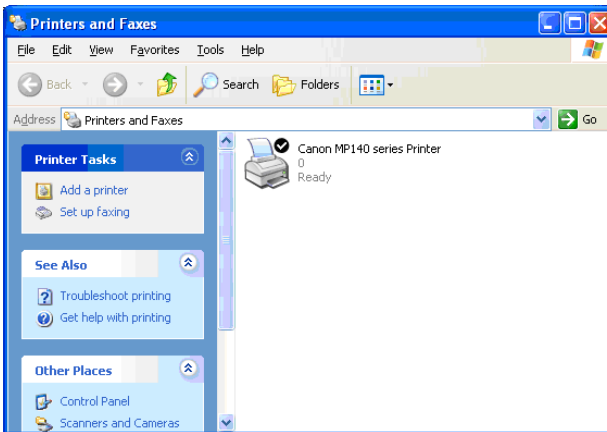 Printers and Faxes
File Edit View Favorites Tools Help
Back Search Folders
Address Printers and Faxes Go
Printer Tasks
Add a printer
Set up faxing
See Also
Troubleshoot printing
Get help with printing
Other Places
Control Panel
Scanners and Cameras
Canon MP140 series Printer
0
Ready